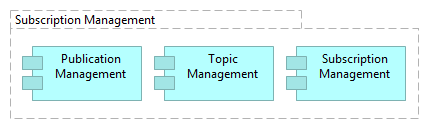 Subscription Management
Publication
Management
Topic
Management
Subscription
Management